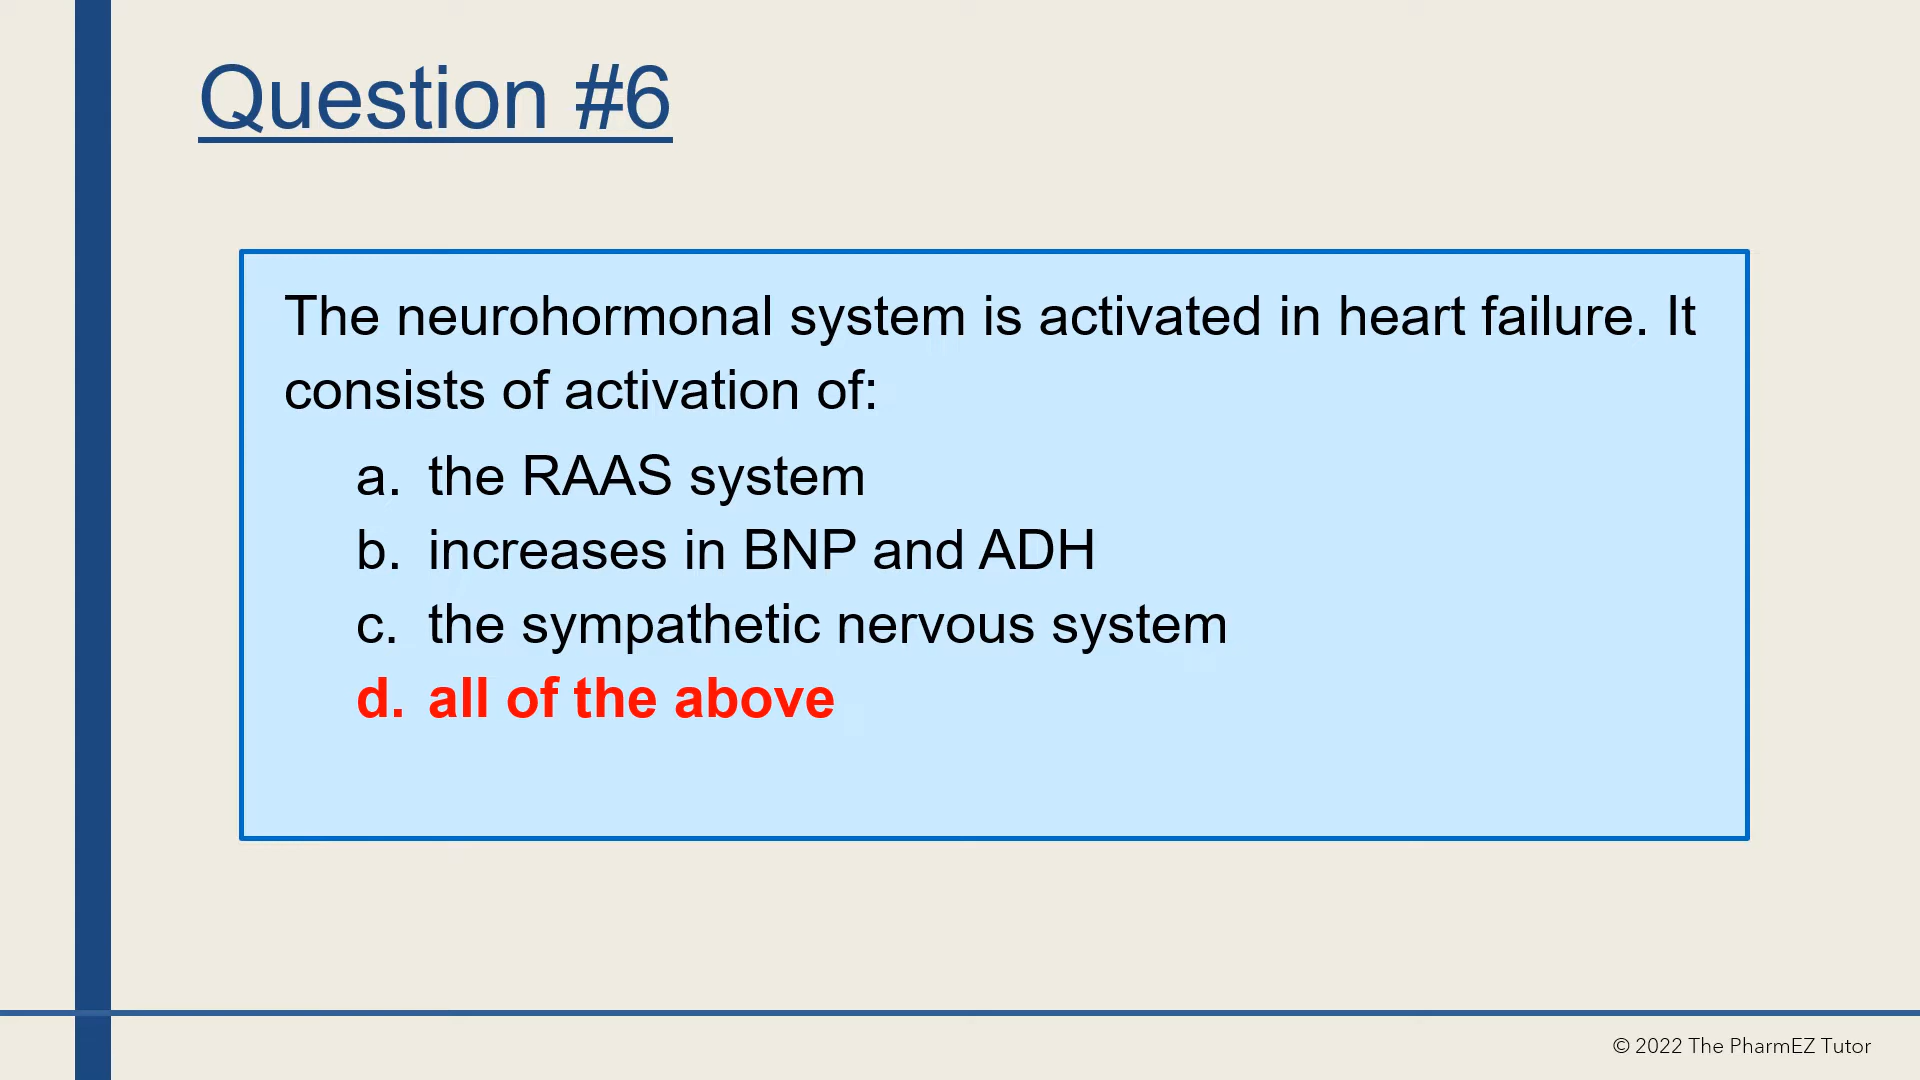 Question #6
The neurohormonal system is activated in heart failure. It
consists of activation of:
a. the RAAS system
b. increases in BNP and ADH
c. the sympathetic nervous system
d. all of the above
© 2022 The PharmEZ Tutor